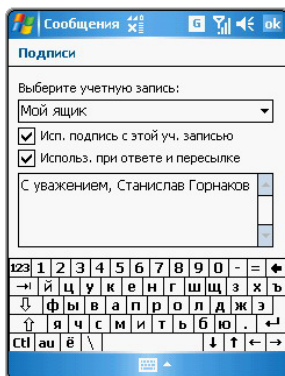 Сообщения G ok
Подписи
Выберите учетную запись:
Мой ящик
Исп. подпись с этой уч. записью
Использ. при ответе и пересылке
С уважением, Станислав Горнаков
123 1 2 3 4 5 6 7 8 9 0 - =
й ц у к е н г ш щ з х ъ
ф ы в а п р о л д ж э
я ч с м и т ь б ю .
Ctl aü ё \